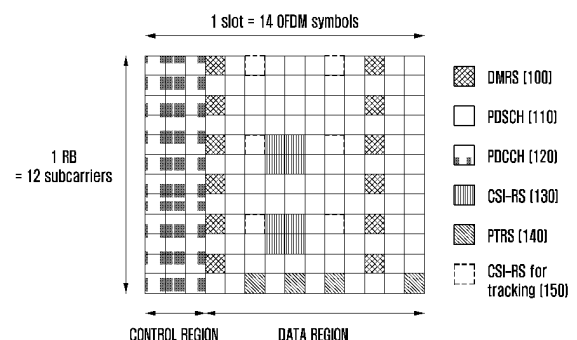 1 slot = 14 OFDM symbols
1 RB
= 12 subcarriers
DMRS [100]
PDSCH [110]
PDCCH [120]
CSI-RS [130]
PTRS [140]
CSI-RS for
tracking [150]
CONTROL REGION
DATA REGION